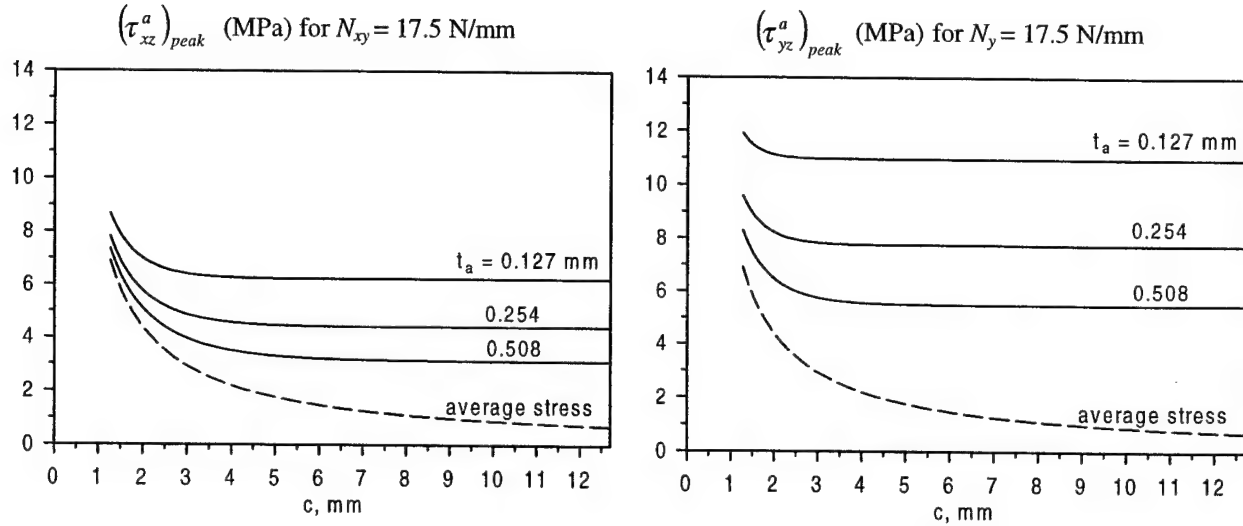 (τ^a_xz)_peak (MPa) for N_xy = 17.5 N/mm
14
12
10
8
6
4
2
0
t_a = 0.127 mm
0.254
0.508
average stress
0 1 2 3 4 5 6 7 8 9 10 11 12
c, mm
(τ^a_yz)_peak (MPa) for N_y = 17.5 N/mm
14
12
10
8
6
4
2
0
t_a = 0.127 mm
0.254
0.508
average stress
0 1 2 3 4 5 6 7 8 9 10 11 12
c, mm